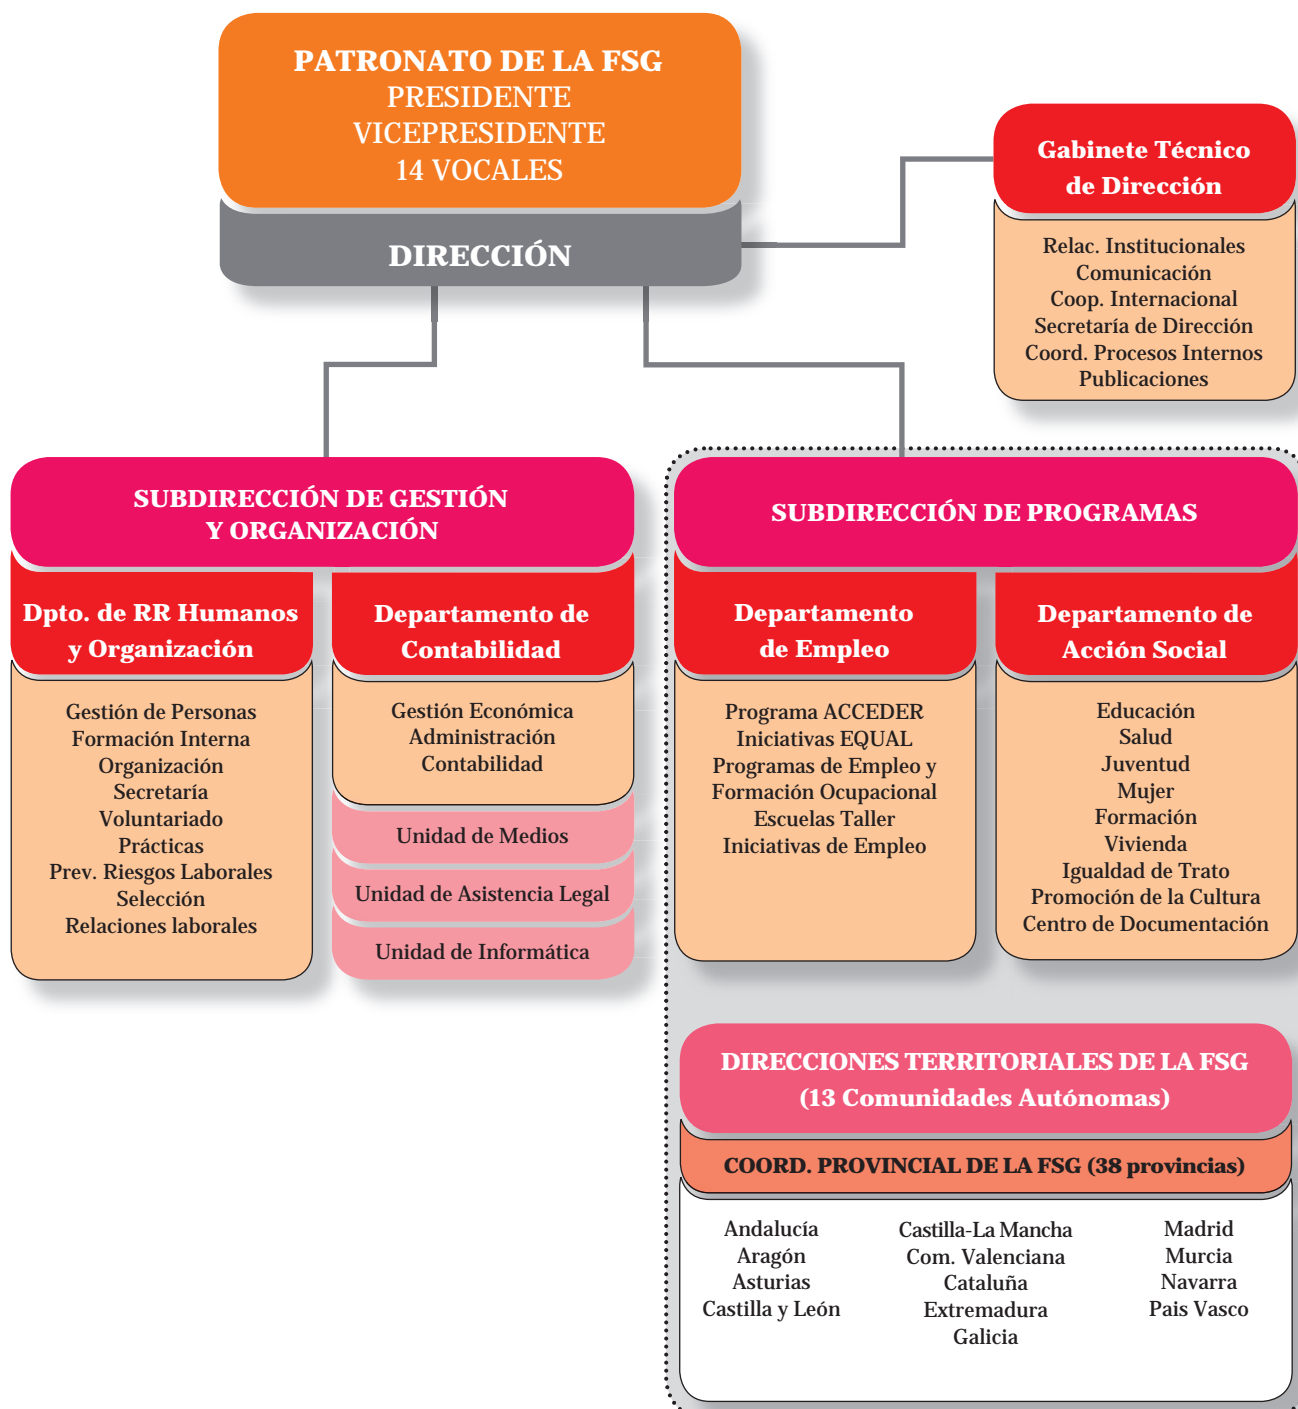 PATRONATO DE LA FSG
PRESIDENTE
VICEPRESIDENTE
14 VOCALES
DIRECCIÓN
Gabinete Técnico
de Dirección
Relac. Institucionales
Comunicación
Coop. Internacional
Secretaría de Dirección
Coord. Procesos Internos
Publicaciones
SUBDIRECCIÓN DE GESTIÓN
Y ORGANIZACIÓN
Dpto. de RR Humanos
y Organización
Gestión de Personas
Formación Interna
Organización
Secretaría
Voluntariado
Prácticas
Prev. Riesgos Laborales
Selección
Relaciones laborales
Departamento de
Contabilidad
Gestión Económica
Administración
Contabilidad
Unidad de Medios
Unidad de Asistencia Legal
Unidad de Informática
SUBDIRECCIÓN DE PROGRAMAS
Departamento
de Empleo
Programa ACCEDER
Iniciativas EQUAL
Programas de Empleo y
Formación Ocupacional
Escuelas Taller
Iniciativas de Empleo
Departamento de
Acción Social
Educación
Salud
Juventud
Mujer
Formación
Vivienda
Igualdad de Trato
Promoción de la Cultura
Centro de Documentación
DIRECCIONES TERRITORIALES DE LA FSG
(13 Comunidades Autónomas)
COORD. PROVINCIAL DE LA FSG (38 provincias)
Andalucía
Aragón
Asturias
Castilla y León
Castilla-La Mancha
Com. Valenciana
Cataluña
Extremadura
Galicia
Madrid
Murcia
Navarra
Pais Vasco